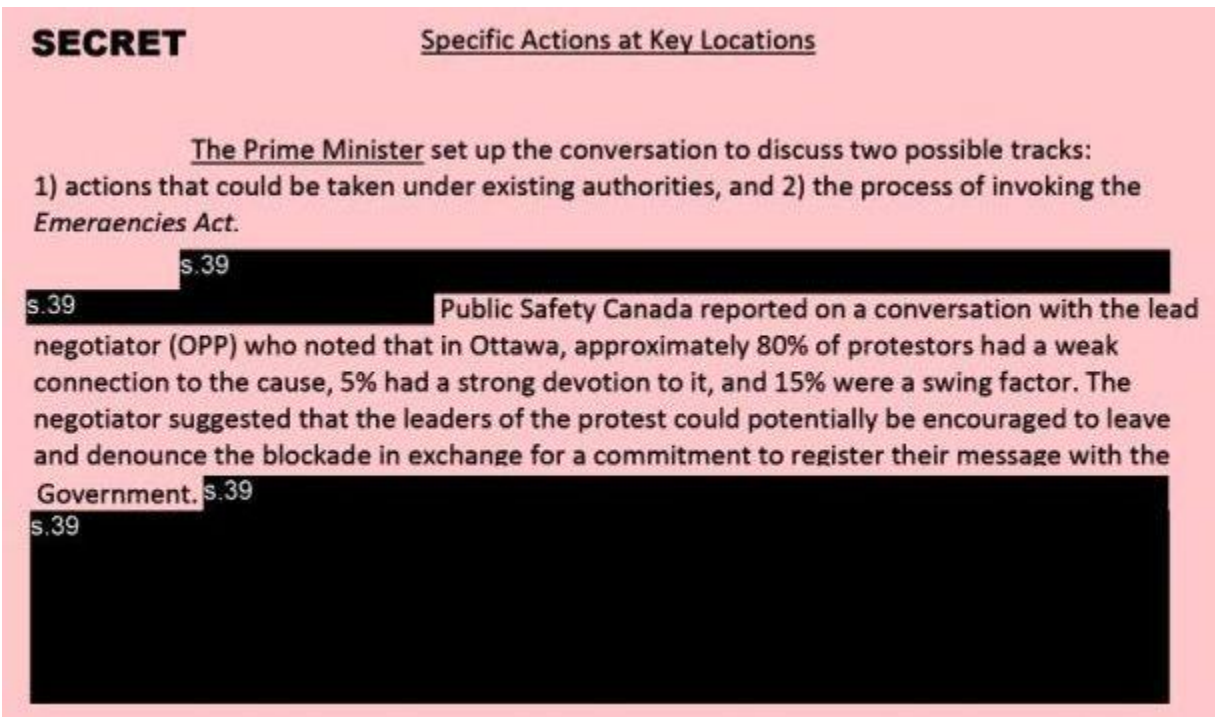 SECRET
Specific Actions at Key Locations
The Prime Minister set up the conversation to discuss two possible tracks:
1) actions that could be taken under existing authorities, and 2) the process of invoking the
Emergencies Act.
s.39
s.39
Public Safety Canada reported on a conversation with the lead
negotiator (OPP) who noted that in Ottawa, approximately 80% of protestors had a weak
connection to the cause, 5% had a strong devotion to it, and 15% were a swing factor. The
negotiator suggested that the leaders of the protest could potentially be encouraged to leave
and denounce the blockade in exchange for a commitment to register their message with the
Government. s.39
s.39